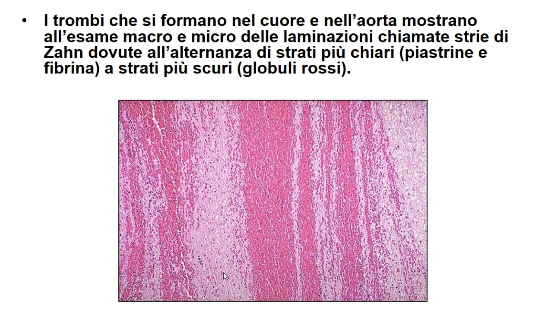 • I trombi che si formano nel cuore e nell'aorta mostrano
all'esame macro e micro delle laminazioni chiamate strie di
Zahn dovute all'alternanza di strati più chiari (piastrine e
fibrina) a strati più scuri (globuli rossi).